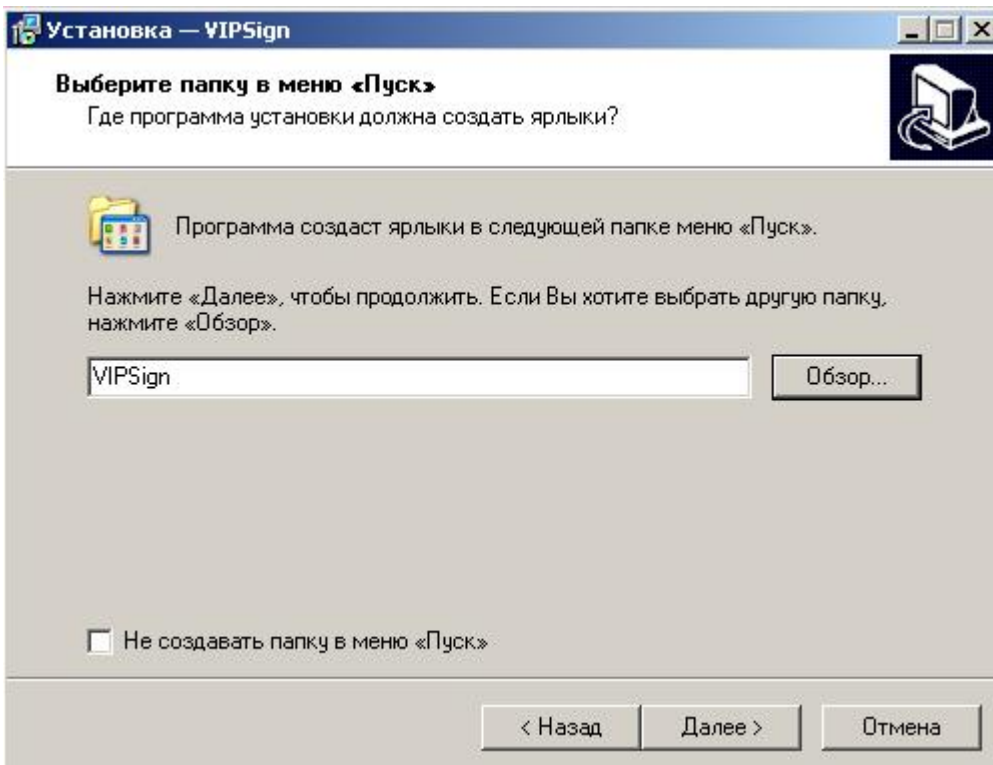 Установка — VIPSign
Выберите папку в меню «Пуск»
Где программа установки должна создать ярлыки?
Программа создаст ярлыки в следующей папке меню «Пуск».
Нажмите «Далее», чтобы продолжить. Если Вы хотите выбрать другую папку,
нажмите «Обзор».
VIPSign
Обзор...
Не создавать папку в меню «Пуск»
< Назад
Далее >
Отмена